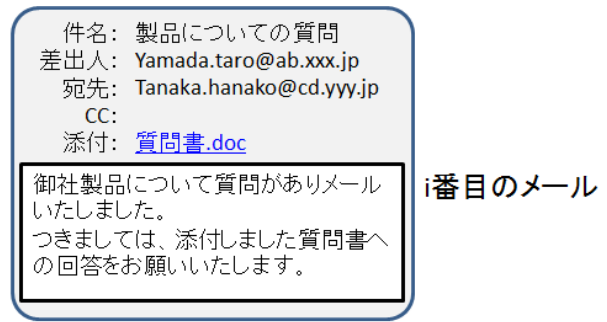 件名: 製品についての質問
差出人: Yamada.taro@ab.xxx.jp
宛先: Tanaka.hanako@cd.yyy.jp
CC:
添付: 質問書.doc
御社製品について質問がありメール
いたしました。
つきましては、添付しました質問書へ
の回答をお願いいたします。
i番目のメール